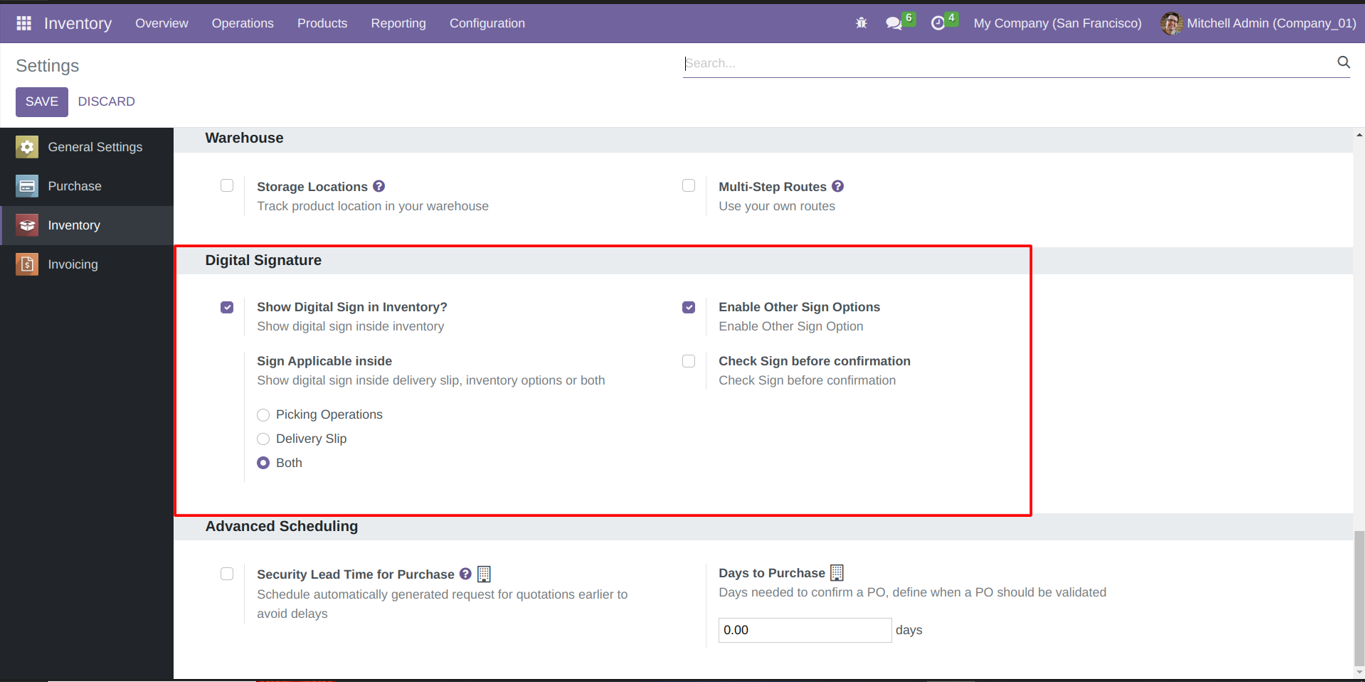 Inventory Overview Operations Products Reporting Configuration 6 4 My Company (San Francisco) Mitchell Admin (Company_01)
Settings
Search...
SAVE DISCARD
General Settings
Purchase
Inventory
Invoicing
Warehouse
Storage Locations ?
Track product location in your warehouse
Multi-Step Routes ?
Use your own routes
Digital Signature
Show Digital Sign in Inventory?
Show digital sign inside inventory
Enable Other Sign Options
Enable Other Sign Option
Sign Applicable inside
Show digital sign inside delivery slip, inventory options or both
Picking Operations
Delivery Slip
Both
Check Sign before confirmation
Check Sign before confirmation
Advanced Scheduling
Security Lead Time for Purchase ?
Schedule automatically generated request for quotations earlier to
avoid delays
Days to Purchase
Days needed to confirm a PO, define when a PO should be validated
0.00 days